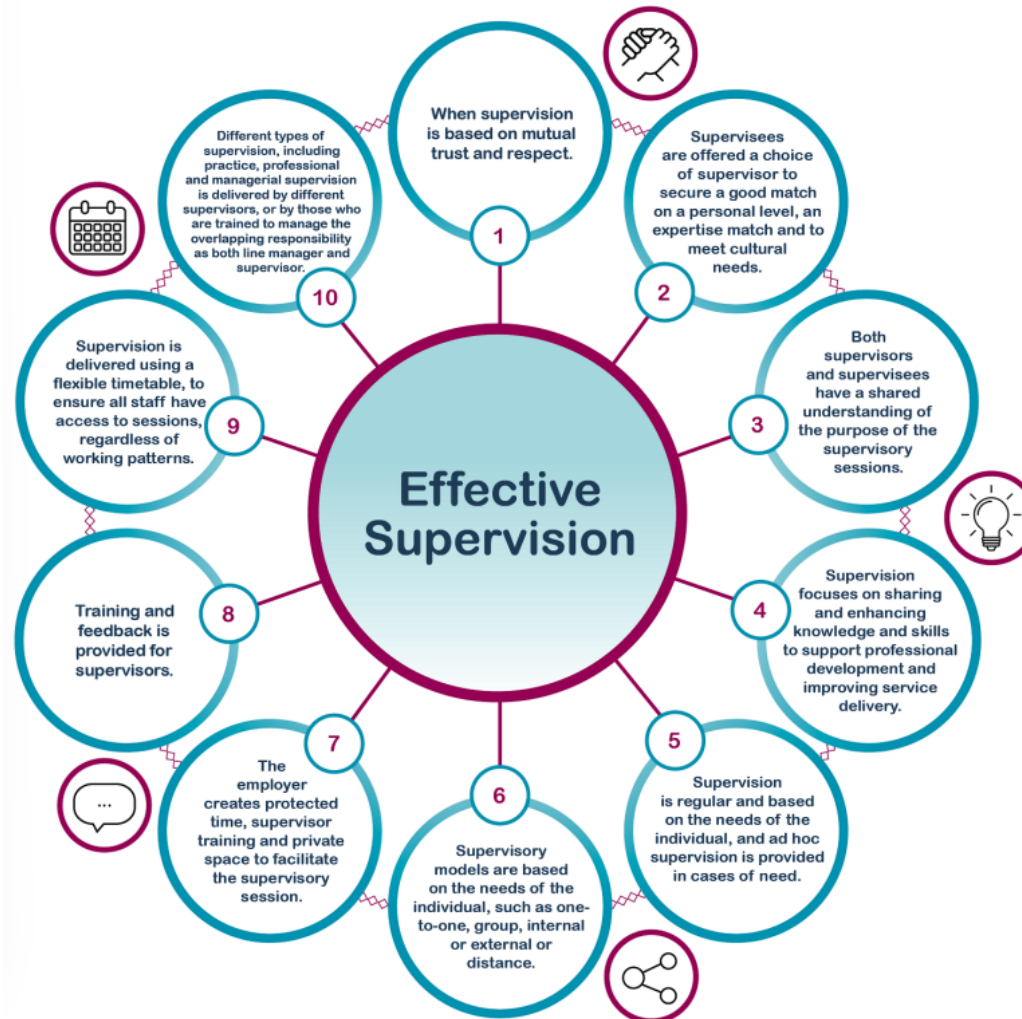 Effective
Supervision
When supervision
is based on mutual
trust and respect.
1
Supervisees
are offered a choice
of supervisor to
secure a good match
on a personal level, an
expertise match and to
meet cultural
needs.
2
Both
supervisors
and supervisees
have a shared
understanding of
the purpose of the
supervisory
sessions.
3
Supervision
focuses on sharing
and enhancing
knowledge and skills
to support professional
development and
improving service
delivery.
4
Supervision
is regular and based
on the needs of the
individual, and ad hoc
supervision is provided
in cases of need.
5
Supervisory
models are based
on the needs of the
individual, such as one-
to-one, group, internal
or external or
distance.
6
The
employer
creates protected
time, supervisor
training and private
space to facilitate
the supervisory
session.
7
Training and
feedback is
provided for
supervisors.
8
Supervision is
delivered using a
flexible timetable, to
ensure all staff have
access to sessions,
regardless of
working patterns.
9
Different types of
supervision, including
practice, professional
and managerial supervision
is delivered by different
supervisors, or by those who
are trained to manage the
overlapping responsibility
as both line manager and
supervisor.
10